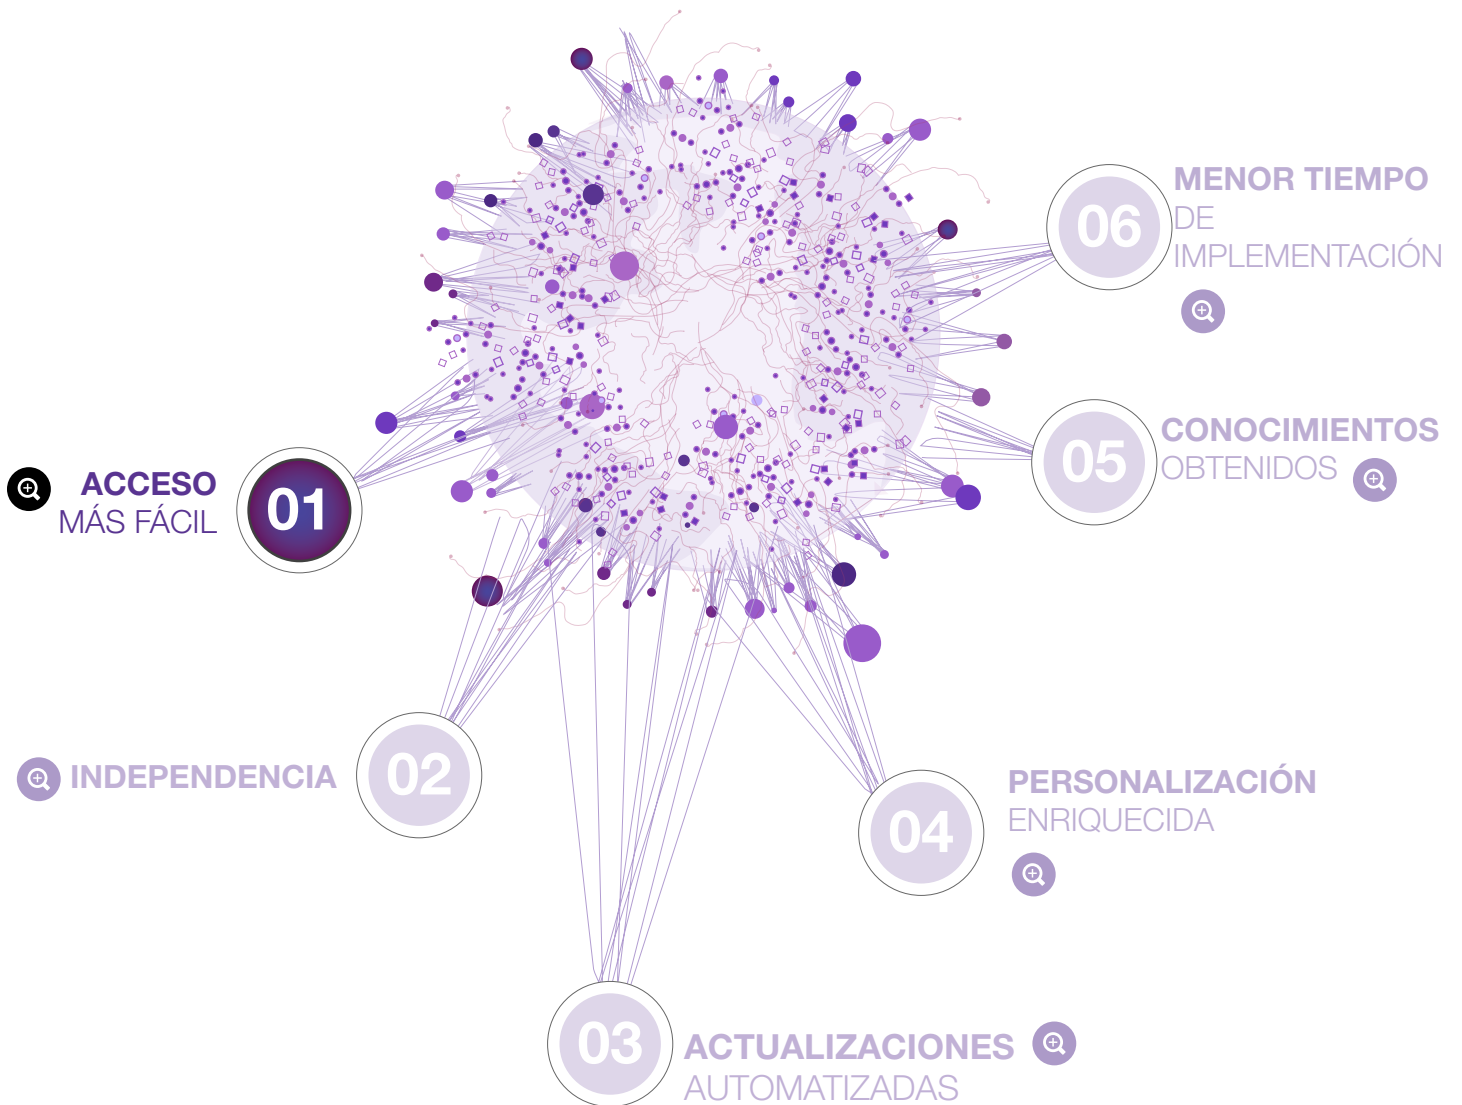 01
ACCESO
MÁS FÁCIL
02
INDEPENDENCIA
03
ACTUALIZACIONES
AUTOMATIZADAS
04
PERSONALIZACIÓN
ENRIQUECIDA
05
CONOCIMIENTOS
OBTENIDOS
06
MENOR TIEMPO
DE
IMPLEMENTACIÓN